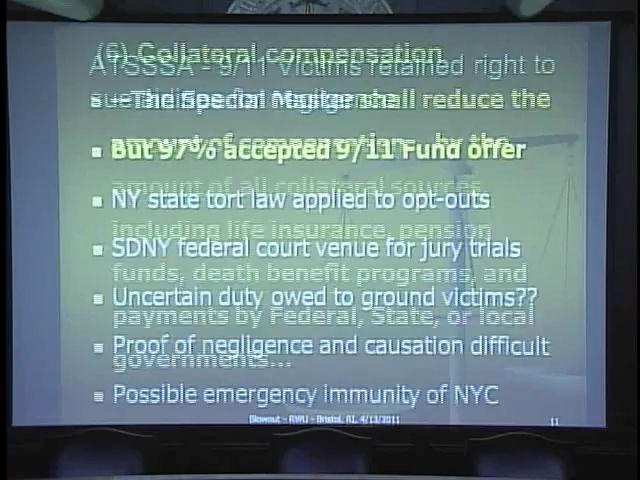 (6) Collateral compensation
ATSSSA - 9/11 victims retained right to
The Special Master shall reduce the
amount of compensation by the
But 97% accepted 9/11 Fund offer
amount of all collateral sources
NY state tort law applied to opt-outs
including life insurance, pension
SDNY federal court venue for jury trials
funds, death benefit programs, and
Uncertain duty owed to ground victims??
payments by Federal, State, or local
Proof of negligence and causation difficult
governments...
Possible emergency immunity of NYC
Blowout - RWU - Bristol, RI, 4/13/2011
11